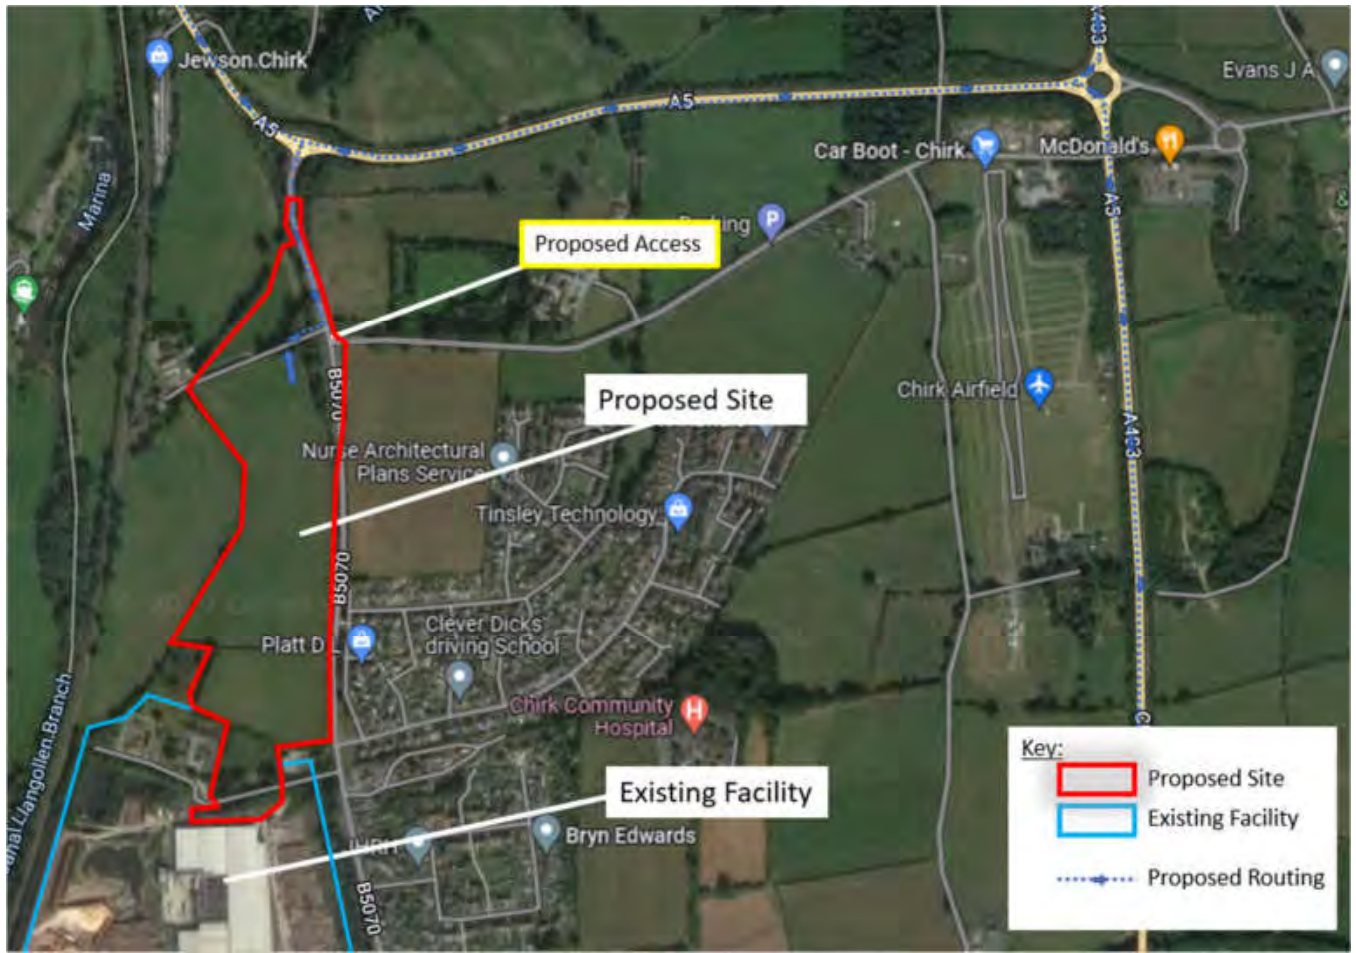 A483
Jewson Chirk
Evans J A
A5
A5
Car Boot - Chirk
McDonald's
Marina
A5
P
Proposed Access
Chirk Airfield
Proposed Site
B5070
A483
Nurse Architectural
Plans Service
Tinsley Technology
B5070
Clever Dicks
driving School
Platt D L
Chirk Community
Hospital
H
Llangollen Branch
Key:
Proposed Site
Existing Facility
Proposed Routing
Existing Facility
Bryn Edwards
B5070